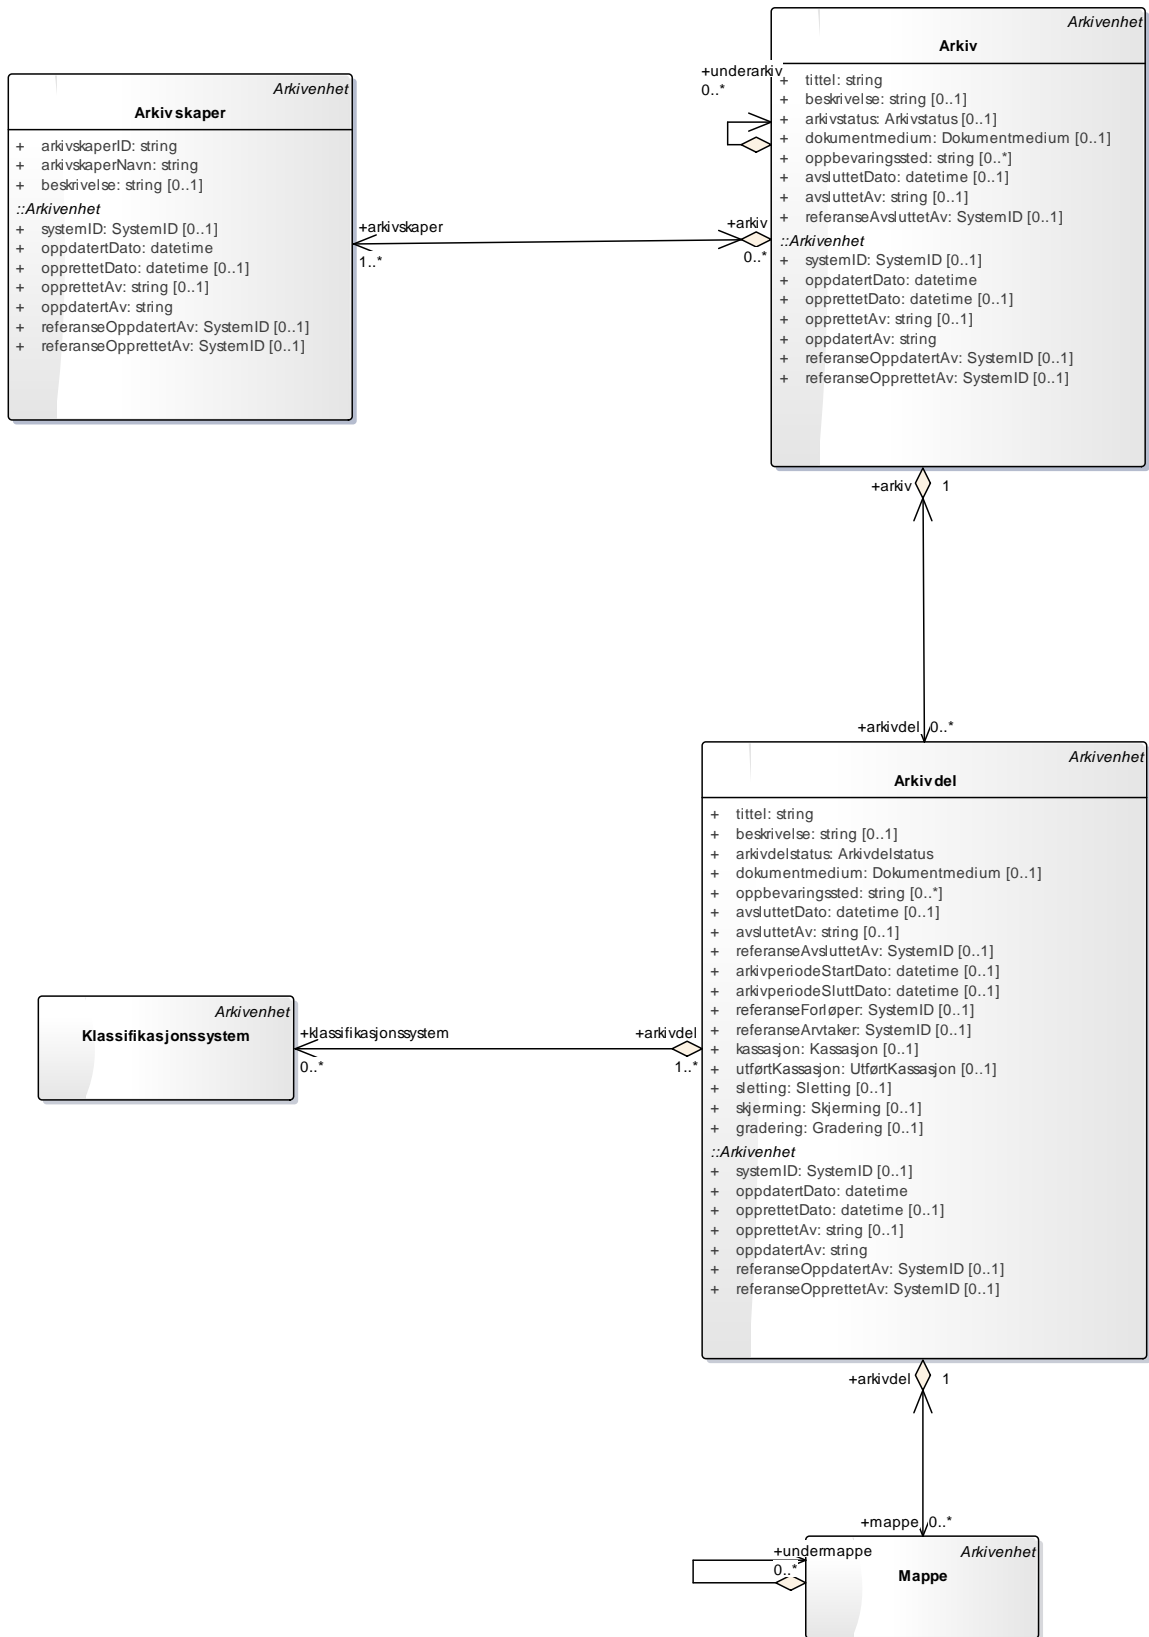 Arkivenhet
Arkiv
+ tittel: string
+ beskrivelse: string [0..1]
+ arkivstatus: Arkivstatus [0..1]
+ dokumentmedium: Dokumentmedium [0..1]
+ oppbevaringssted: string [0..*]
+ avsluttetDato: datetime [0..1]
+ avsluttetAv: string [0..1]
+ referanseAvsluttetAv: SystemID [0..1]
::Arkivenhet
+ systemID: SystemID [0..1]
+ oppdatertDato: datetime
+ opprettetDato: datetime [0..1]
+ opprettetAv: string [0..1]
+ oppdatertAv: string
+ referanseOppdatertAv: SystemID [0..1]
+ referanseOpprettetAv: SystemID [0..1]
+underarkiv
0..*
Arkivenhet
Arkivskaper
+ arkivskaperID: string
+ arkivskaperNavn: string
+ beskrivelse: string [0..1]
::Arkivenhet
+ systemID: SystemID [0..1]
+ oppdatertDato: datetime
+ opprettetDato: datetime [0..1]
+ opprettetAv: string [0..1]
+ oppdatertAv: string
+ referanseOppdatertAv: SystemID [0..1]
+ referanseOpprettetAv: SystemID [0..1]
+arkivskaper
1..*
+arkiv
0..*
+arkiv 1
+arkivdel 0..*
Arkivenhet
Arkivdel
+ tittel: string
+ beskrivelse: string [0..1]
+ arkivdelstatus: Arkivdelstatus
+ dokumentmedium: Dokumentmedium [0..1]
+ oppbevaringssted: string [0..*]
+ avsluttetDato: datetime [0..1]
+ avsluttetAv: string [0..1]
+ referanseAvsluttetAv: SystemID [0..1]
+ arkivperiodeStartDato: datetime [0..1]
+ arkivperiodeSluttDato: datetime [0..1]
+ referanseForløper: SystemID [0..1]
+ referanseArvtaker: SystemID [0..1]
+ kassasjon: Kassasjon [0..1]
+ utførtKassasjon: UtførtKassasjon [0..1]
+ sletting: Sletting [0..1]
+ skjerming: Skjerming [0..1]
+ gradering: Gradering [0..1]
::Arkivenhet
+ systemID: SystemID [0..1]
+ oppdatertDato: datetime
+ opprettetDato: datetime [0..1]
+ opprettetAv: string [0..1]
+ oppdatertAv: string
+ referanseOppdatertAv: SystemID [0..1]
+ referanseOpprettetAv: SystemID [0..1]
Arkivenhet
Klassifikasjonssystem
+klassifikasjonssystem
0..*
+arkivdel
1..*
+arkivdel 1
+mappe 0..*
+undermappe
0..*
Arkivenhet
Mappe